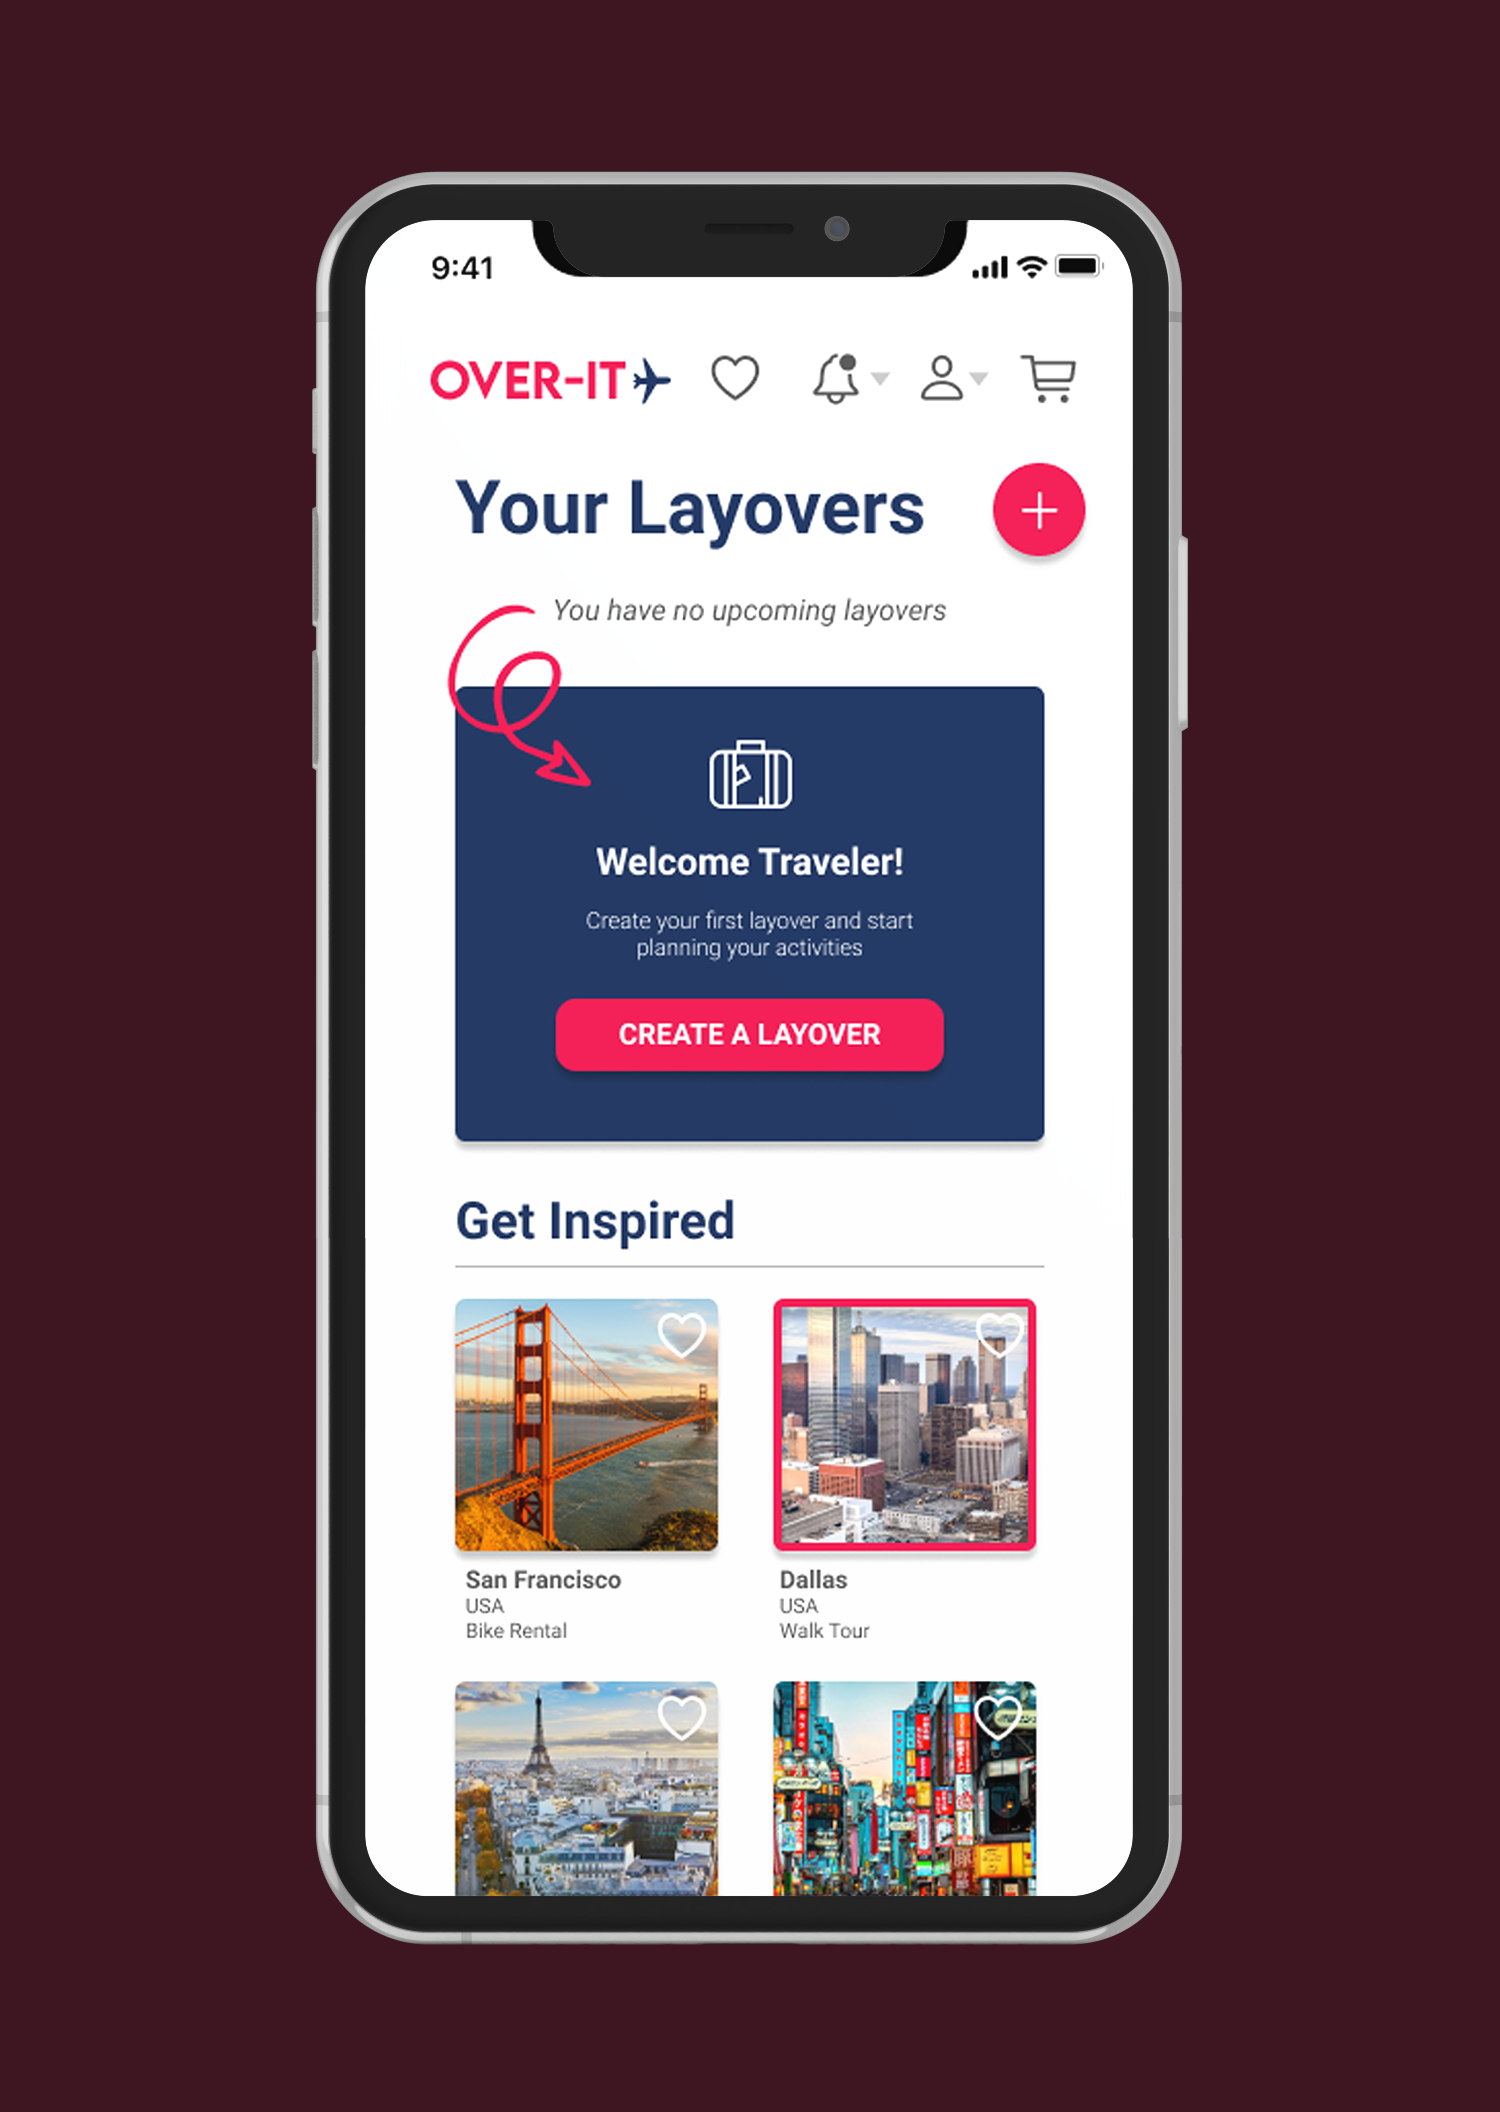 9:41
OVER-IT
Your Layovers
You have no upcoming layovers
Welcome Traveler!
Create your first layover and start
planning your activities
CREATE A LAYOVER
Get Inspired
San Francisco
USA
Bike Rental
Dallas
USA
Walk Tour